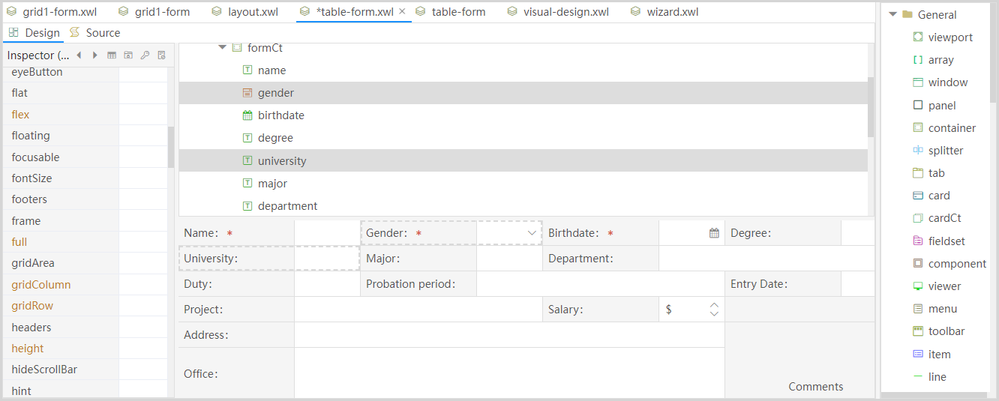 grid1-form.xwl grid1-form layout.xwl *table-form.xwl × table-form visual-design.xwl wizard.xwl
Design Source
Inspector (...
eyeButton
flat
flex
floating
focusable
fontSize
footers
frame
full
gridArea
gridColumn
gridRow
headers
height
hideScrollBar
hint
formCt
name
gender
birthdate
degree
university
major
department
Name: * Gender: * Birthdate: * Degree:
University: Major: Department:
Duty: Probation period: Entry Date:
Project: Salary: $
Address:
Office:
Comments
General
viewport
array
window
panel
container
splitter
tab
card
cardCt
fieldset
component
viewer
menu
toolbar
item
line